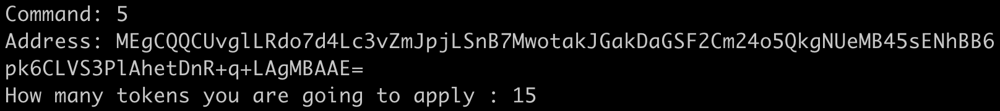 Command: 5
Address: MEgCQQCUvglLRdo7d4Lc3vZmJpjLSnB7MwotakJGakDaGSF2Cm24o5QkgNUeMB45sENhBB6
pk6CLVS3PlAhetDnR+q+LAgMBAAE=
How many tokens you are going to apply : 15